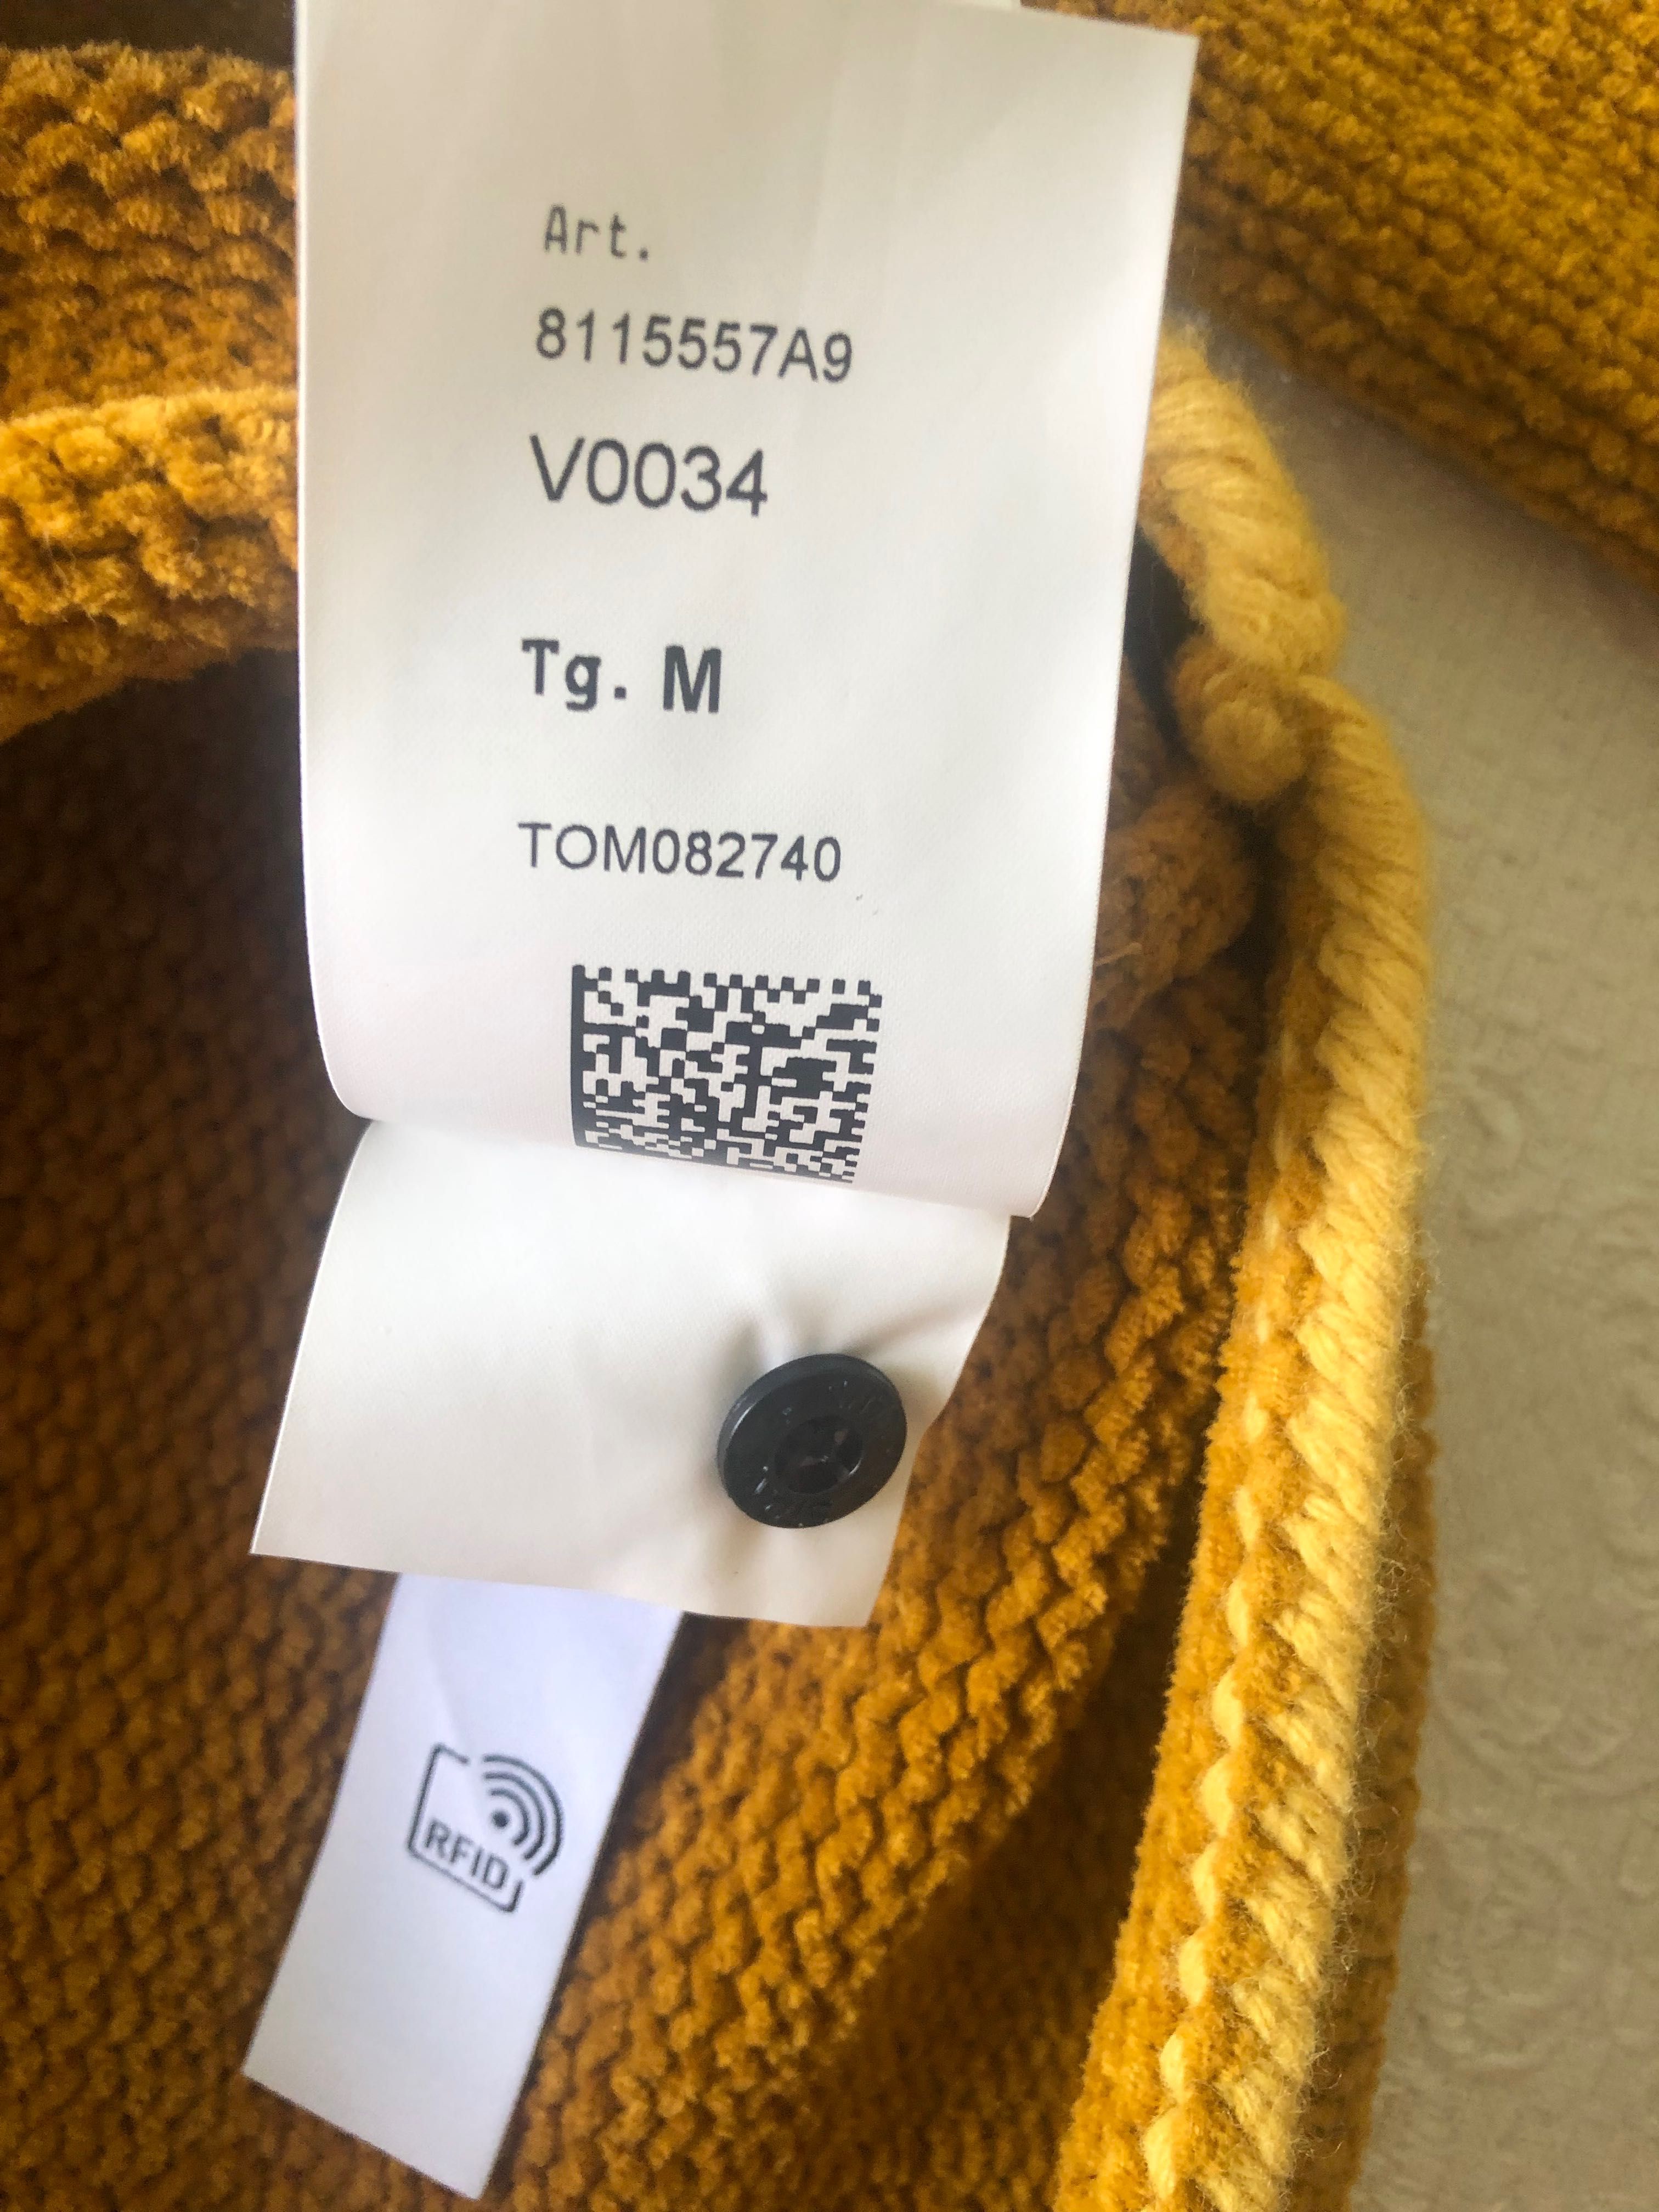 Art.
8115557A9
V0034
Tg. M
TOM082740
RFID